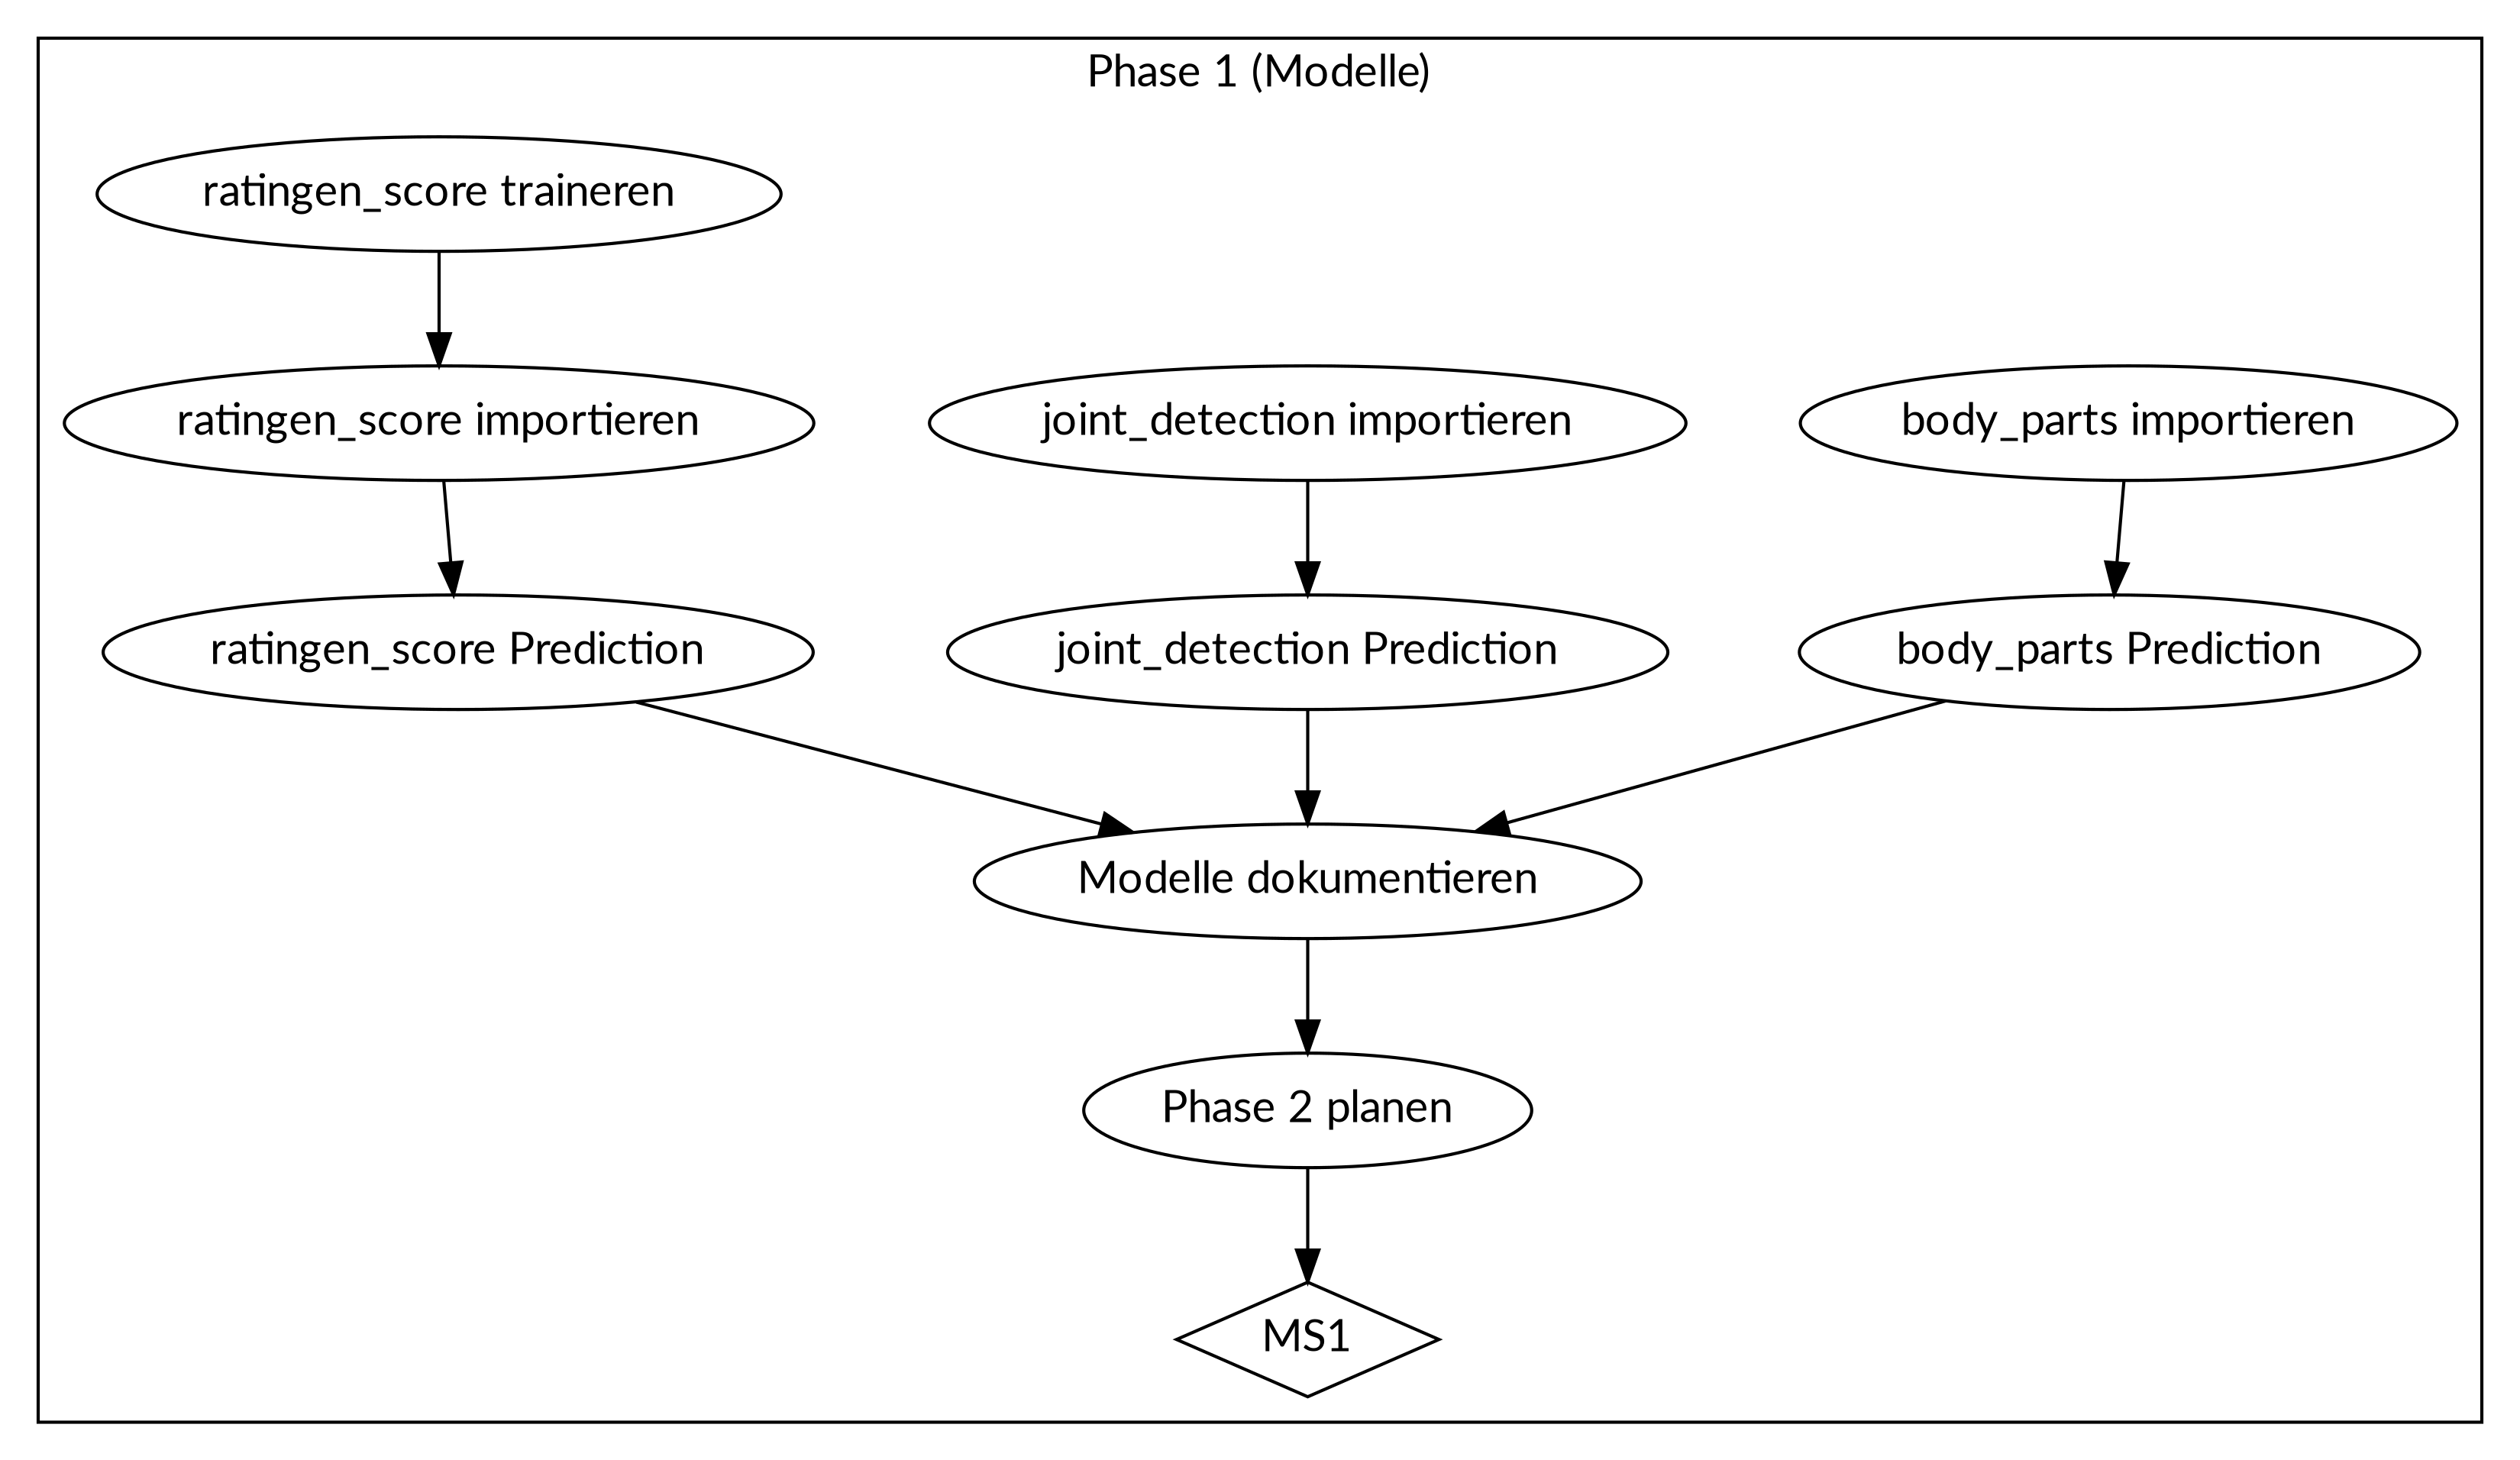 Phase 1 (Modelle)
ratingen_score traineren
ratingen_score importieren
joint_detection importieren
body_parts importieren
ratingen_score Prediction
joint_detection Prediction
body_parts Prediction
Modelle dokumentieren
Phase 2 planen
MS1